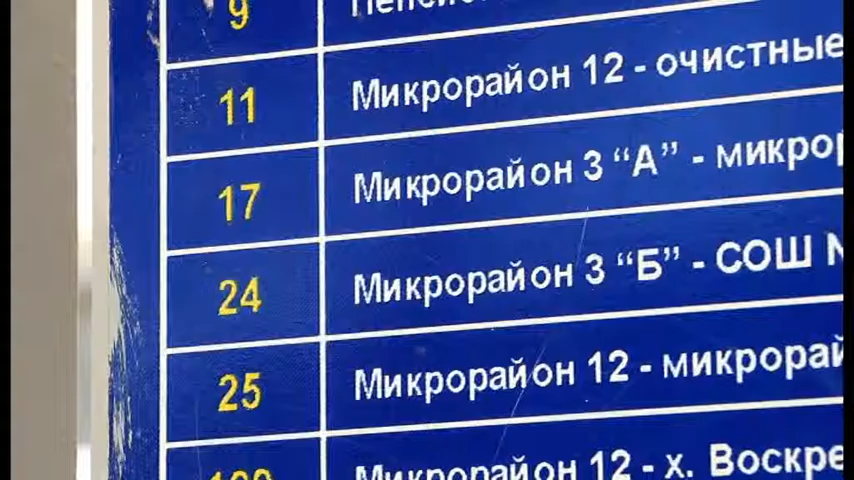 9
11 Микрорайон 12 - очистные
17 Микрорайон 3 “А” - микро
24 Микрорайон 3 “Б” - СОШ
25 Микрорайон 12 - микрорай
Микрорайон 12 - х. Воскре